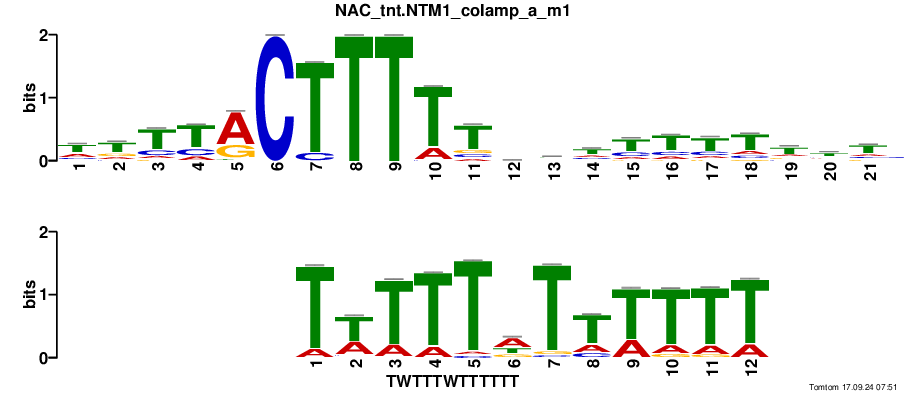 NAC_tnt.NTM1_colamp_a_m1
2
bits
1
0
T T T T A G C T C T T T A T
1 2 3 4 5 6 7 8 9 10 11 12 13 14 15 16 17 18 19 20 21
2
bits
1
0
T T T T T A T T T T T T
1 2 3 4 5 6 7 8 9 10 11 12
TWTTTWTTTTTT
Tomtom 17.09.24 07:51